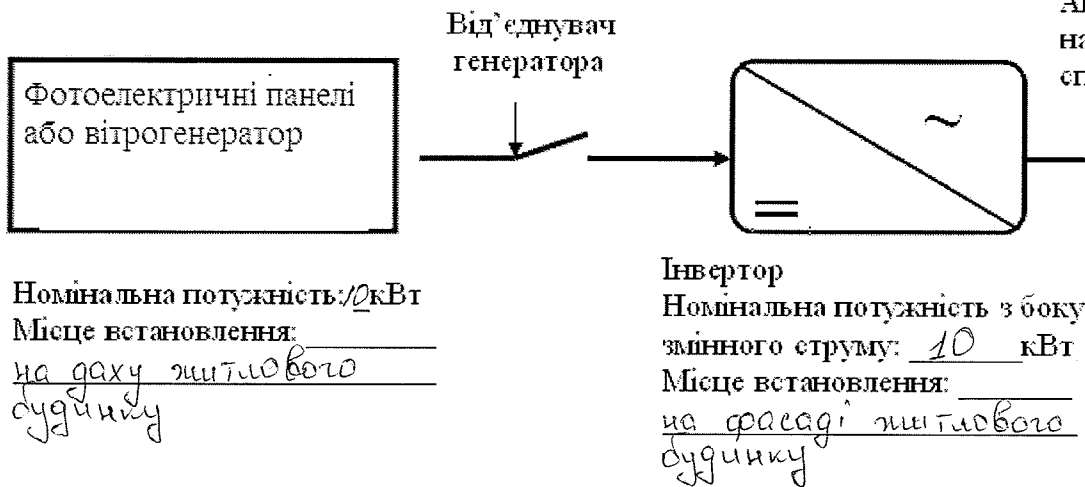 Від'єднувач
генератора
Фотоелектричні панелі
або вітрогенератор
~
=
Номінальна потужність: 10 кВт
Місце встановлення:
на даху житлового
будинку
Інвертор
Номінальна потужність з боку
змінного струму: 10 кВт
Місце встановлення:
на фасаді житлового
будинку